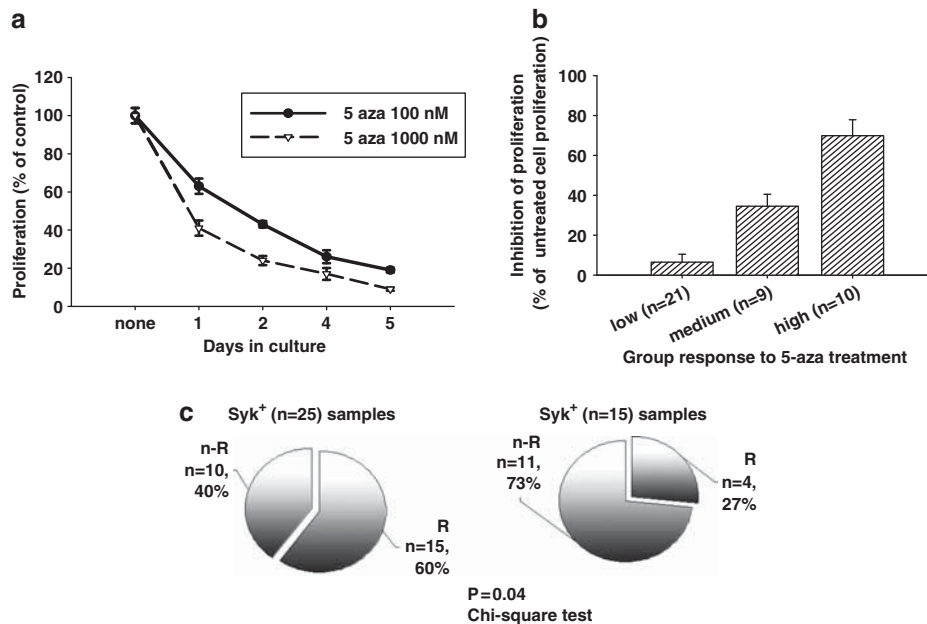 a
Proliferation (% of control)
120
100
80
60
40
20
0
5 aza 100 nM
5 aza 1000 nM
none
1
2
4
5
Days in culture
b
Inhibition of proliferation
(% of untreated cell proliferation)
100
80
60
40
20
0
low (n=21)
medium (n=9)
high (n=10)
Group response to 5-aza treatment
c
Syk+ (n=25) samples
n-R
n=10,
40%
R
n=15,
60%
Syk+ (n=15) samples
n-R
n=11,
73%
R
n=4,
27%
P=0.04
Chi-square test